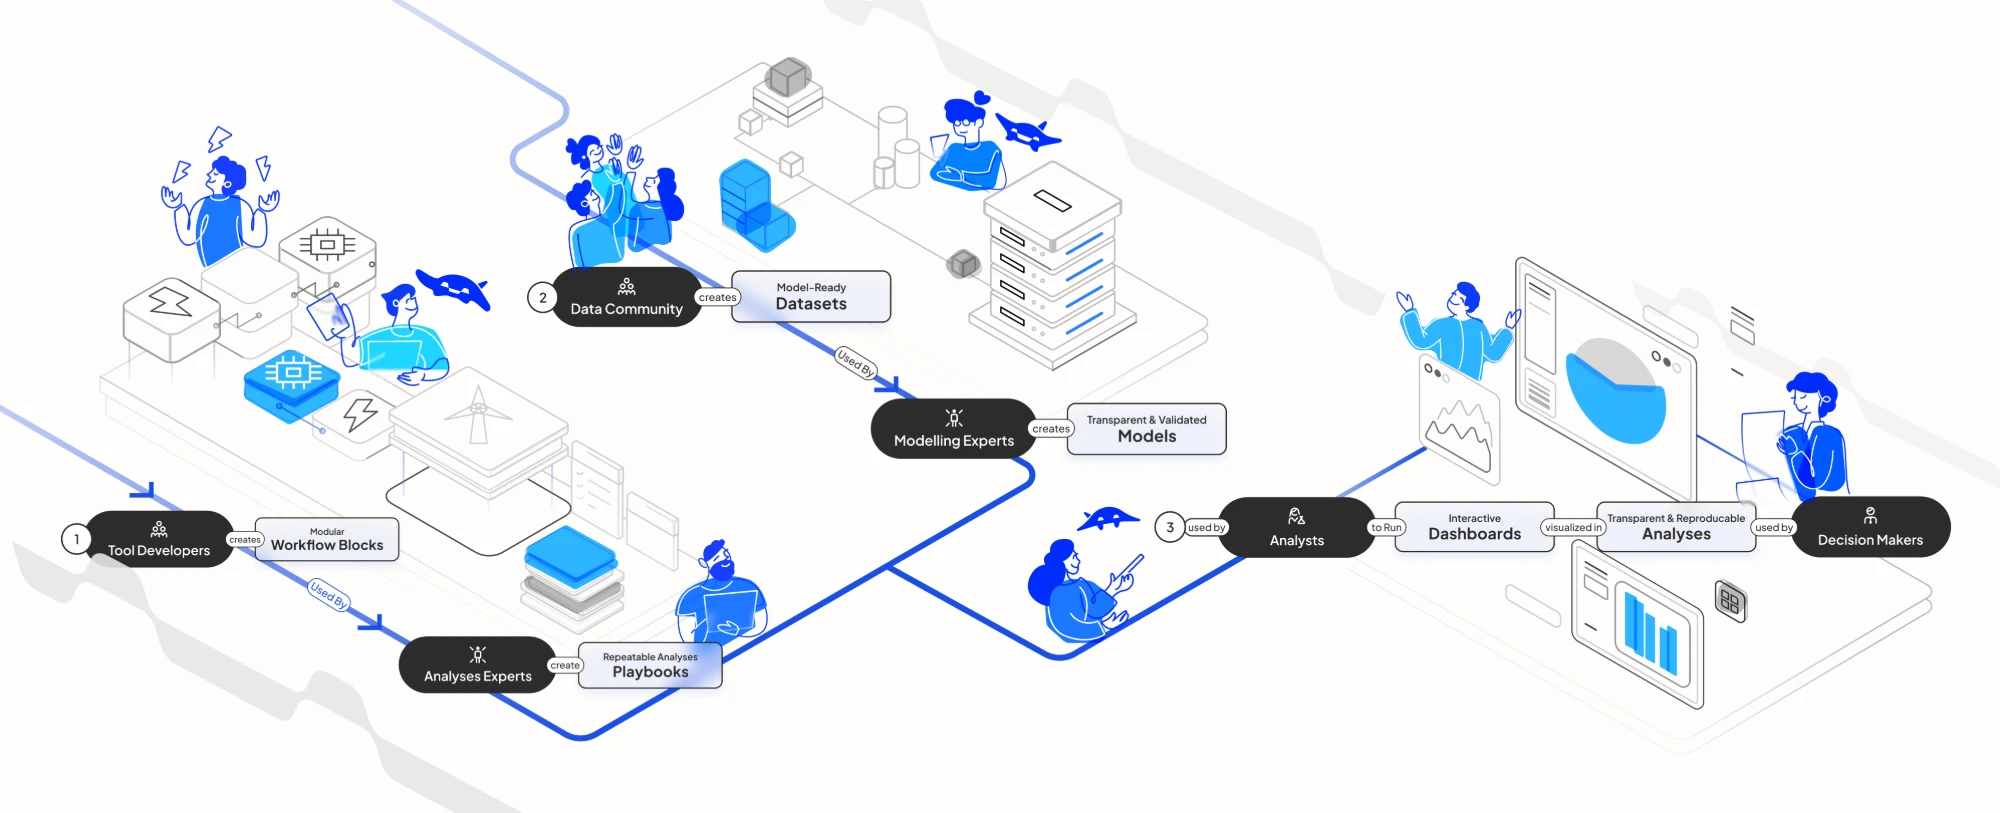 1
Tool Developers
creates
Modular
Workflow Blocks
Used By
Analyses Experts
create
Repeatable Analyses
Playbooks
2
Data Community
creates
Model-Ready
Datasets
Used By
Modelling Experts
creates
Transparent & Validated
Models
3
used by
Analysts
to Run
Interactive
Dashboards
visualized in
Transparent & Reproducable
Analyses
used by
Decision Makers